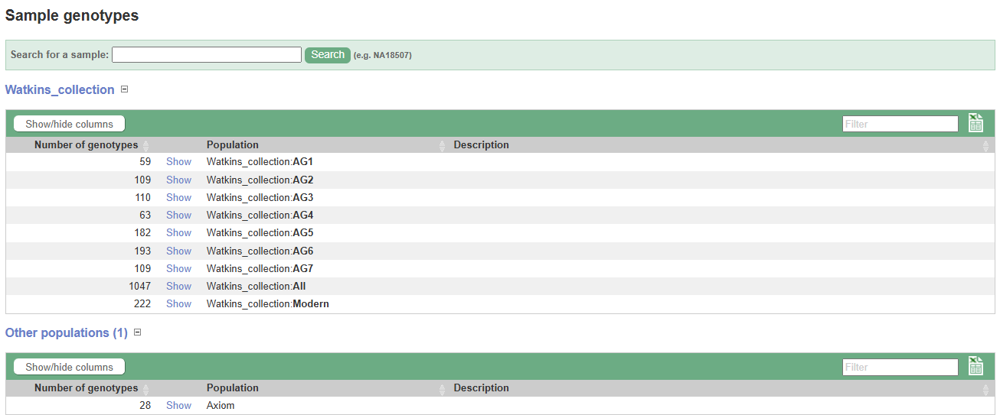 Sample genotypes
Search for a sample: Search (e.g. NA18507)
Watkins_collection
Show/hide columns Filter
Number of genotypes Population Description
59 Show Watkins_collection:AG1
109 Show Watkins_collection:AG2
110 Show Watkins_collection:AG3
63 Show Watkins_collection:AG4
182 Show Watkins_collection:AG5
193 Show Watkins_collection:AG6
109 Show Watkins_collection:AG7
1047 Show Watkins_collection:All
222 Show Watkins_collection:Modern
Other populations (1)
Show/hide columns Filter
Number of genotypes Population Description
28 Show Axiom